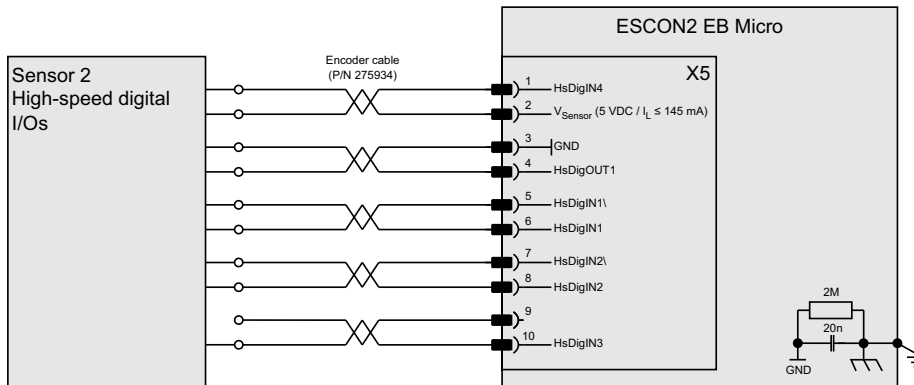 ESCON2 EB Micro
Sensor 2
High-speed digital
I/Os
Encoder cable
(P/N 275934)
X5
1 HsDigIN4
2 V_Sensor (5 VDC / I_L ≤ 145 mA)
3 GND
4 HsDigOUT1
5 HsDigIN1\
6 HsDigIN1
7 HsDigIN2\
8 HsDigIN2
9
10 HsDigIN3
2M
20n
GND